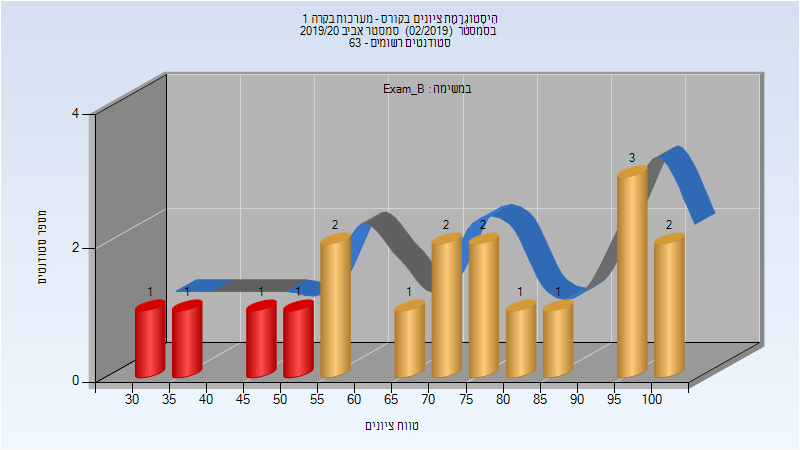 היסטוגרמת ציונים בקורס - מערכות בקרה 1
בסמסטר (02/2019) סמסטר אביב 2019/20
סטודנטים רשומים - 63
במשימה : Exam_B
מספר סטודנטים
4
2
0
1
1
1
1
2
1
2
2
1
1
3
2
30 35 40 45 50 55 60 65 70 75 80 85 90 95 100
טווח ציונים